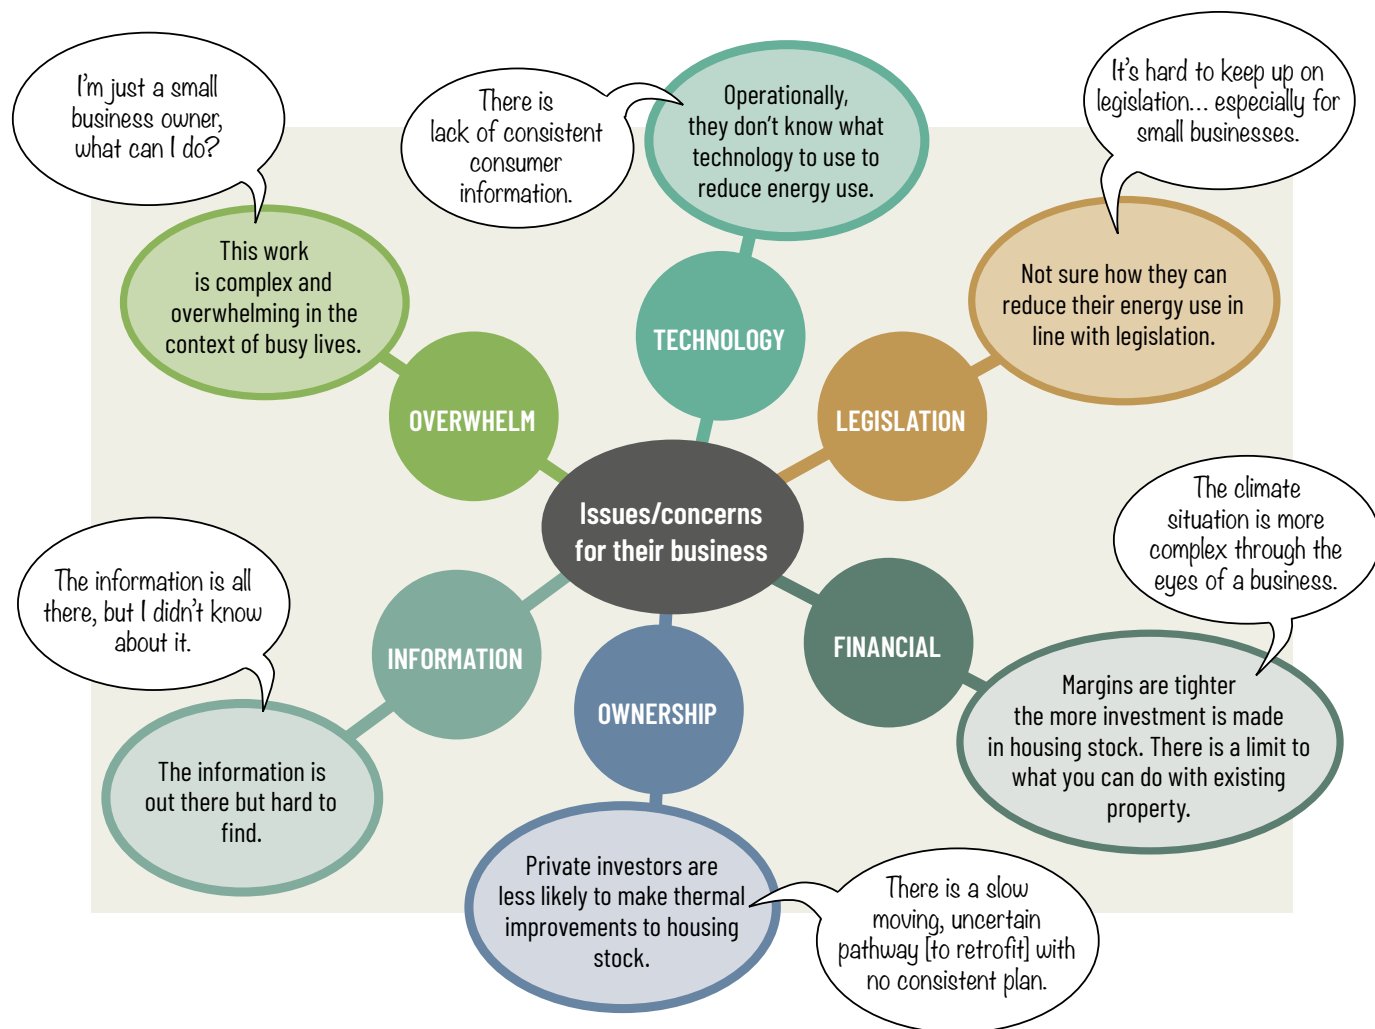 I'm just a small
business owner,
what can I do?
This work
is complex and
overwhelming in the
context of busy lives.
OVERWHELM
There is
lack of consistent
consumer
information.
Operationally,
they don't know what
technology to use to
reduce energy use.
TECHNOLOGY
It's hard to keep up on
legislation... especially for
small businesses.
Not sure how they can
reduce their energy use in
line with legislation.
LEGISLATION
Issues/concerns
for their business
The climate
situation is more
complex through the
eyes of a business.
Margins are tighter
the more investment is made
in housing stock. There is a limit to
what you can do with existing
property.
FINANCIAL
OWNERSHIP
Private investors are
less likely to make thermal
improvements to housing
stock.
There is a slow
moving, uncertain
pathway [to retrofit] with
no consistent plan.
INFORMATION
The information is all
there, but I didn't know
about it.
The information is
out there but hard to
find.